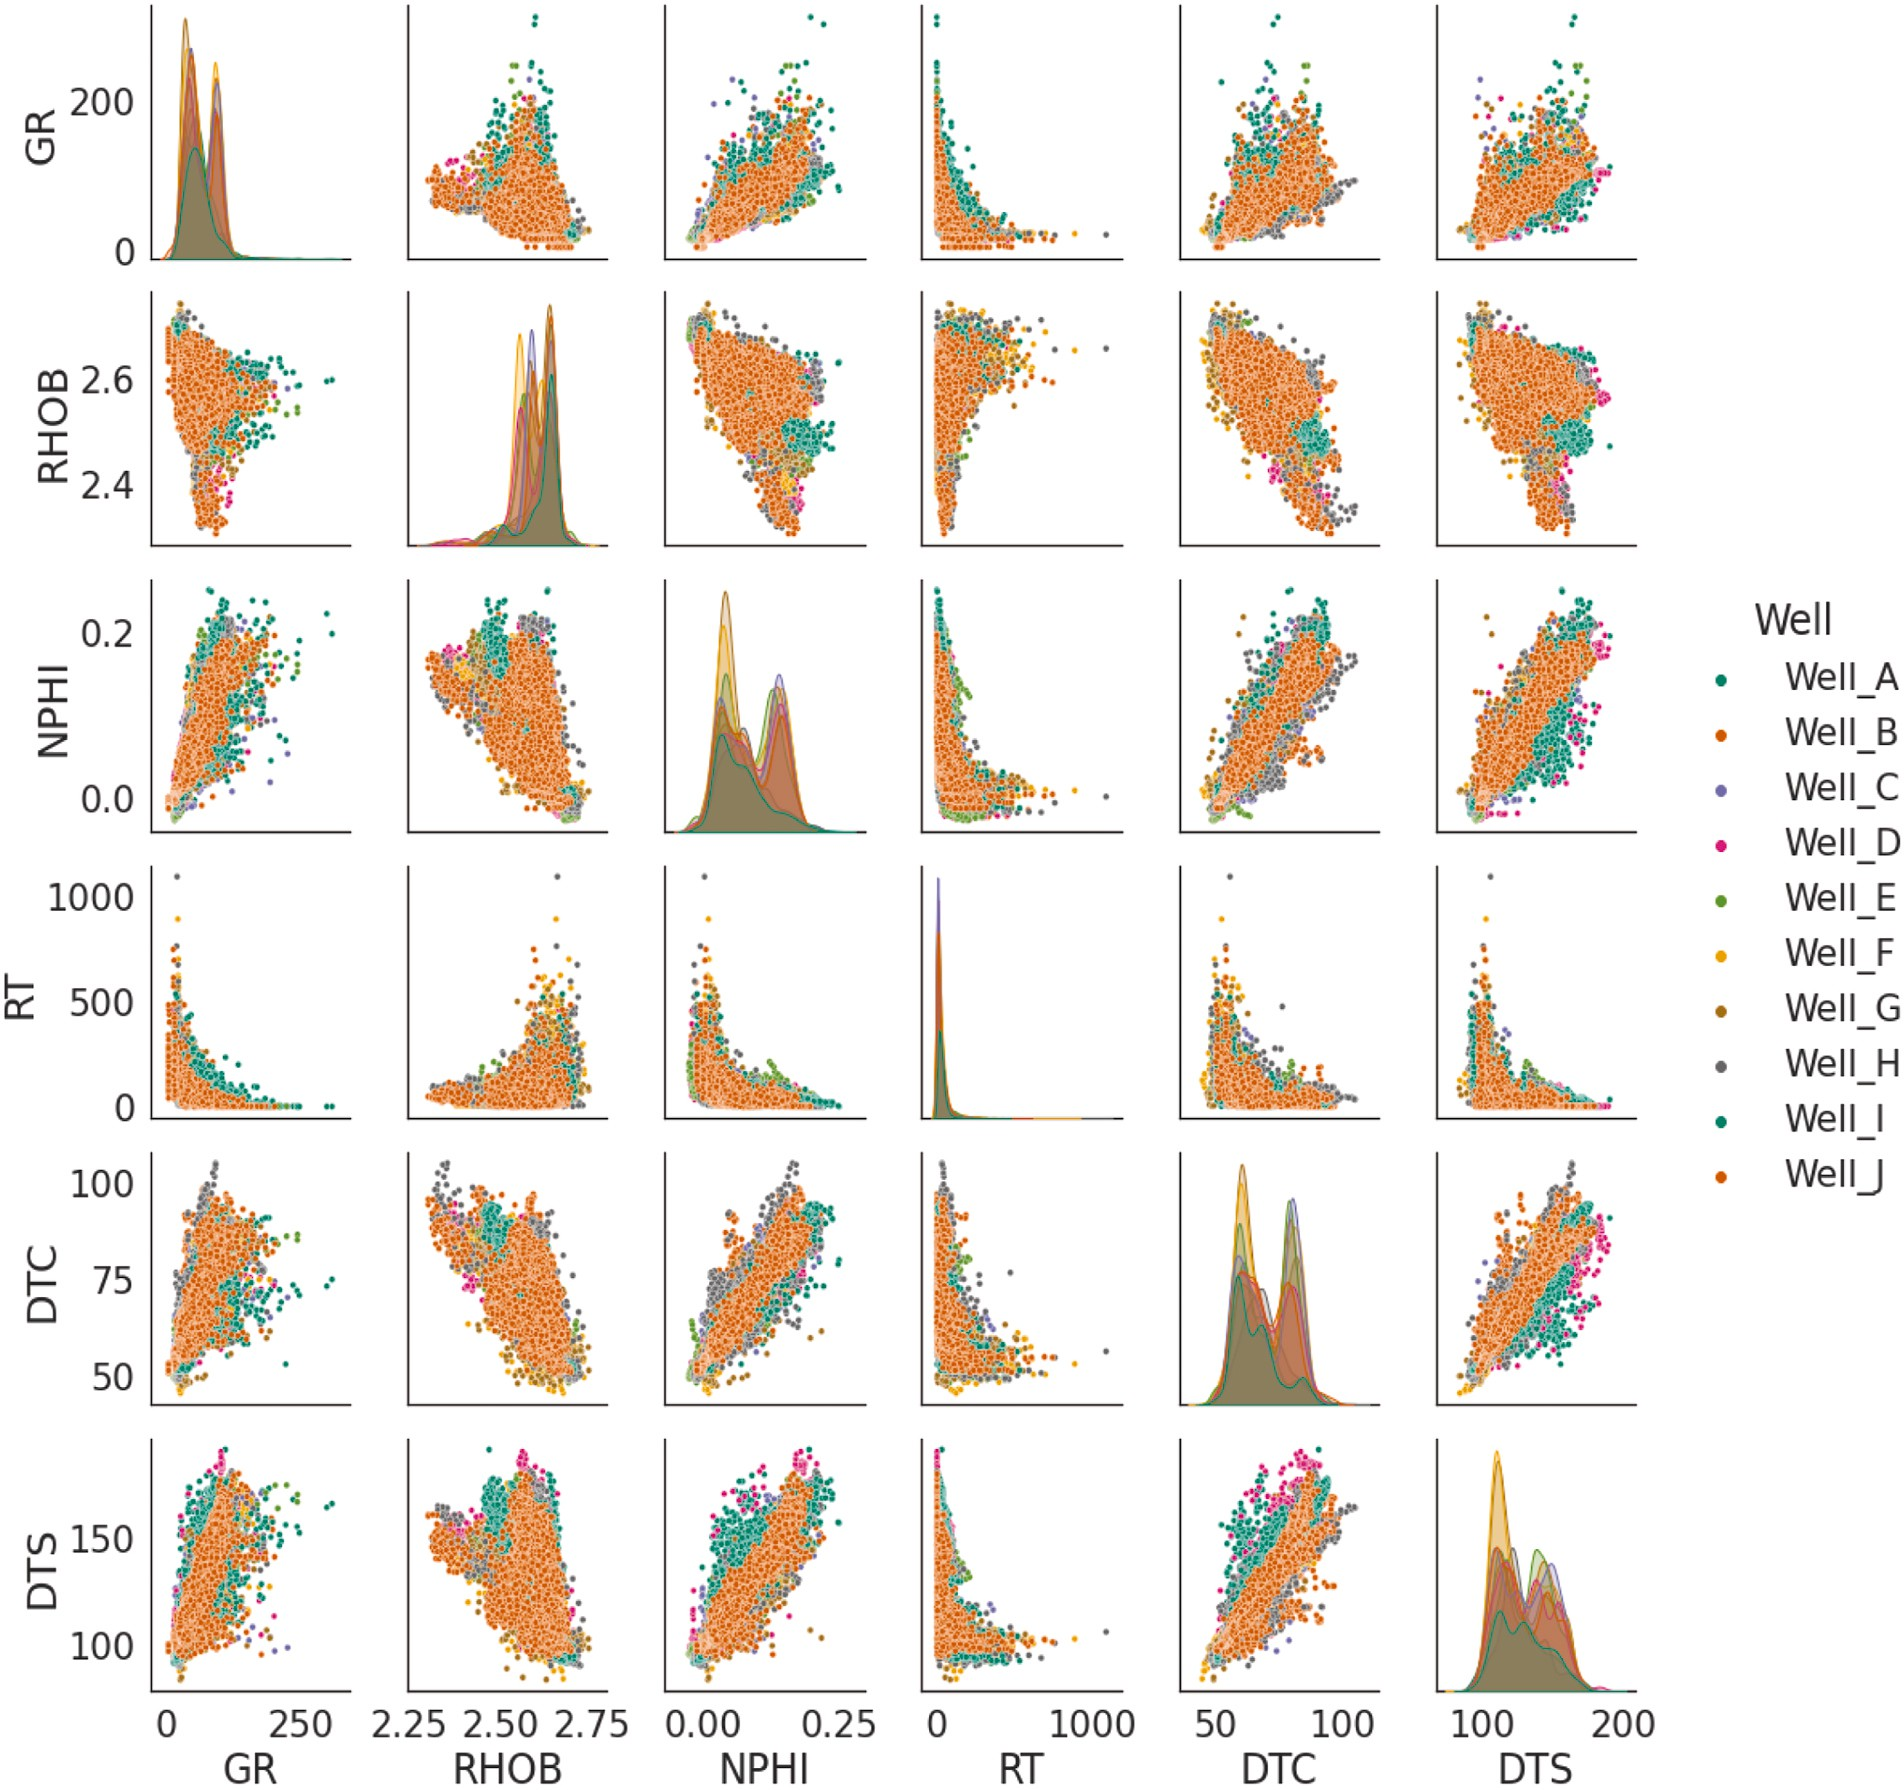 GR
200
0
RHOB
2.6
2.4
NPHI
0.2
0.0
Well
Well_A
Well_B
Well_C
Well_D
Well_E
Well_F
Well_G
Well_H
Well_I
Well_J
RT
1000
500
0
DTC
100
75
50
DTS
150
100
0 250 2.25 2.50 2.75 0.00 0.25 0 1000 50 100 100 200
GR RHOB NPHI RT DTC DTS